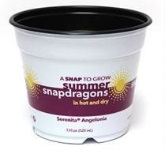 A SNAP TO GROW
summer
snapdragons
in hot and dry
Serenita® Angelonia